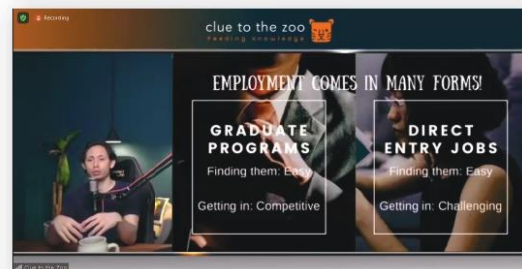 Recording
clue to the zoo
Feeding Knowledge
EMPLOYMENT COMES IN MANY FORMS!
GRADUATE
PROGRAMS
Finding them: Easy
Getting in: Competitive
DIRECT
ENTRY JOBS
Finding them: Easy
Getting in: Challenging
Clue to the Zoo